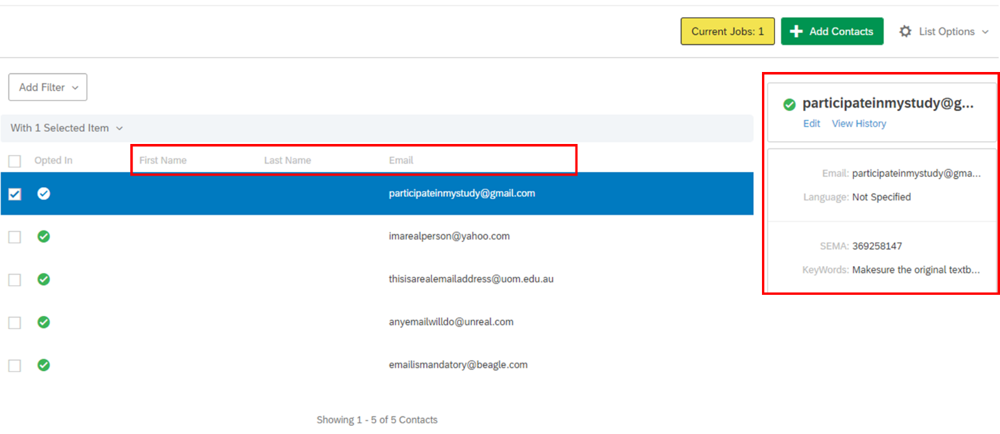 Current Jobs: 1 Add Contacts List Options
Add Filter
With 1 Selected Item
Opted In First Name Last Name Email
participateinmystudy@gmail.com
imarealperson@yahoo.com
thisisarealemailaddress@uom.edu.au
anyemailwilldo@unreal.com
emailismandatory@beagle.com
Showing 1 - 5 of 5 Contacts
participateinmystudy@g...
Edit View History
Email: participateinmystudy@gma...
Language: Not Specified
SEMA: 369258147
KeyWords: Makesure the original textb...